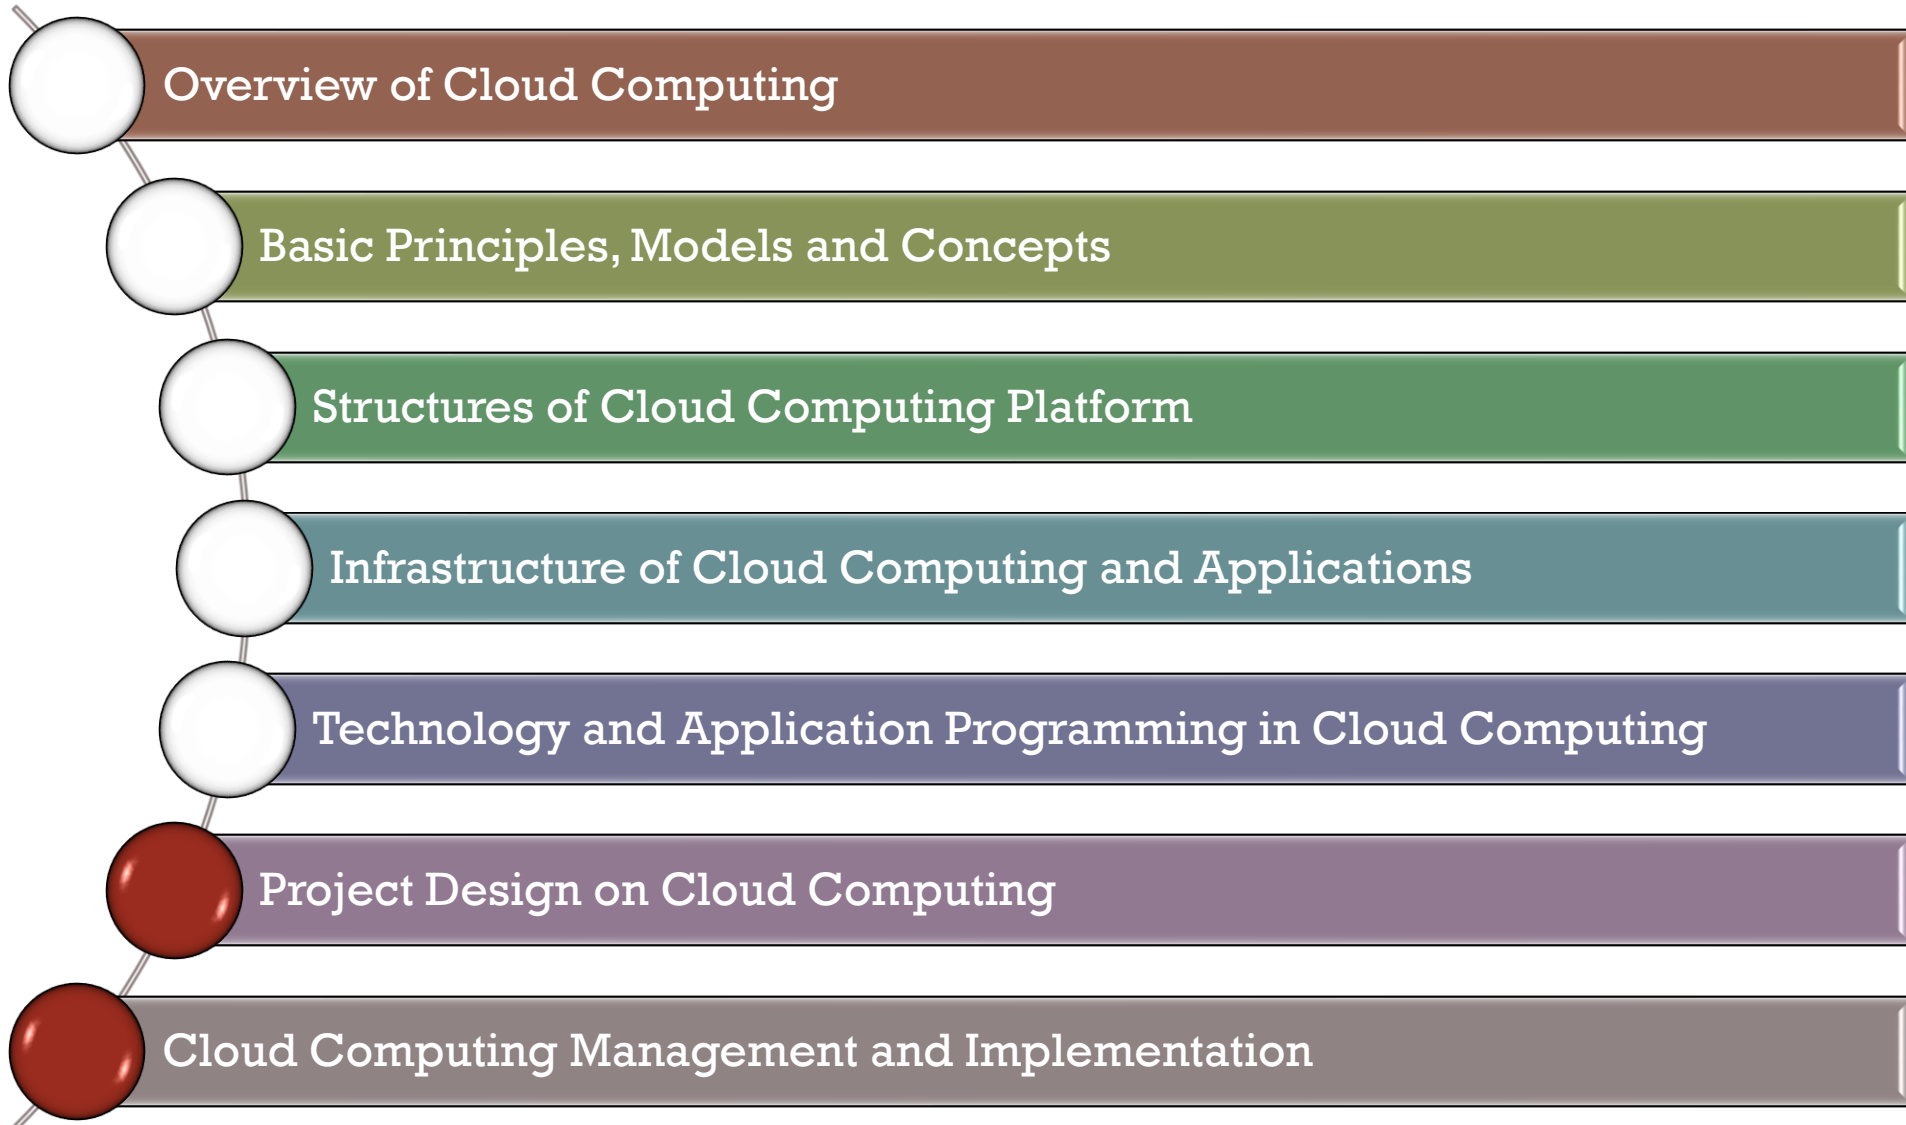 Overview of Cloud Computing
Basic Principles, Models and Concepts
Structures of Cloud Computing Platform
Infrastructure of Cloud Computing and Applications
Technology and Application Programming in Cloud Computing
Project Design on Cloud Computing
Cloud Computing Management and Implementation